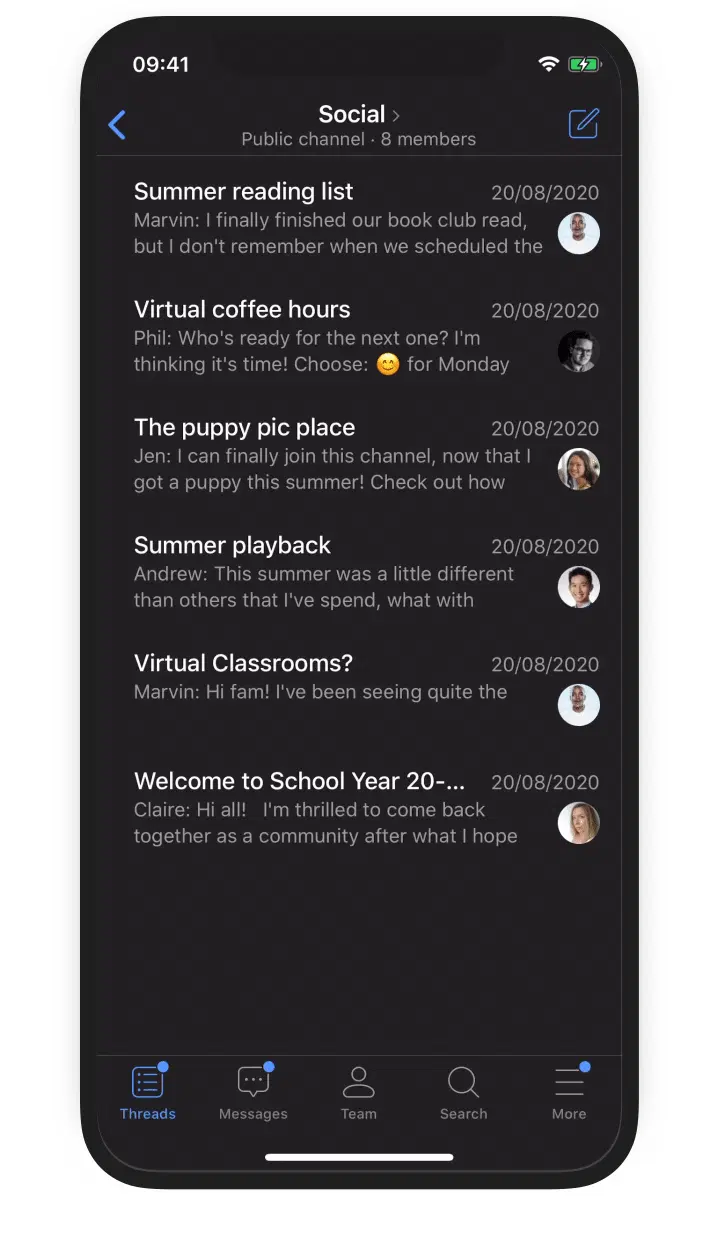 09:41
Social
Public channel · 8 members
Summer reading list 20/08/2020
Marvin: I finally finished our book club read,
but I don't remember when we scheduled the
Virtual coffee hours 20/08/2020
Phil: Who's ready for the next one? I'm
thinking it's time! Choose: 😊 for Monday
The puppy pic place 20/08/2020
Jen: I can finally join this channel, now that I
got a puppy this summer! Check out how
Summer playback 20/08/2020
Andrew: This summer was a little different
than others that I've spend, what with
Virtual Classrooms? 20/08/2020
Marvin: Hi fam! I've been seeing quite the
Welcome to School Year 20-... 20/08/2020
Claire: Hi all! I'm thrilled to come back
together as a community after what I hope
Threads Messages Team Search More